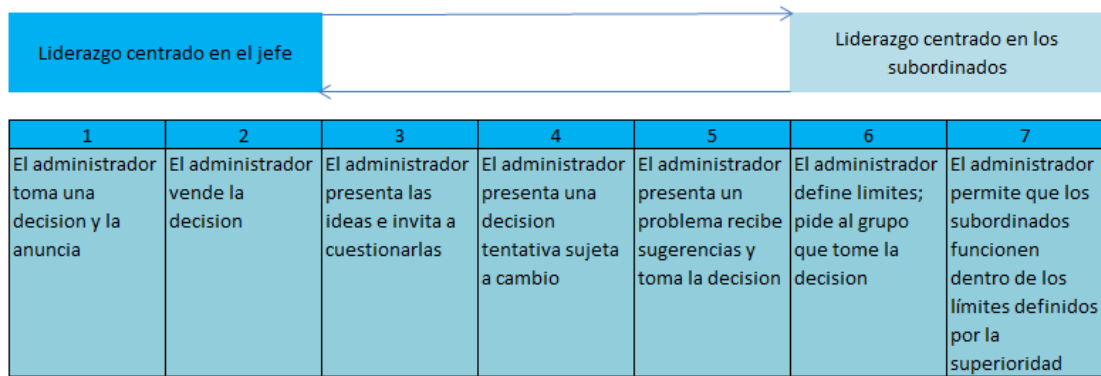 Liderazgo centrado en el jefe
Liderazgo centrado en los
subordinados
1
2
3
4
5
6
7
El administrador
toma una
decision y la
anuncia
El administrador
vende la
decision
El administrador
presenta las
ideas e invita a
cuestionarlas
El administrador
presenta una
decision
tentativa sujeta
a cambio
El administrador
presenta un
problema recibe
sugerencias y
toma la decision
El administrador
define limites;
pide al grupo
que tome la
decision
El administrador
permite que los
subordinados
funcionen
dentro de los
límites definidos
por la
superioridad